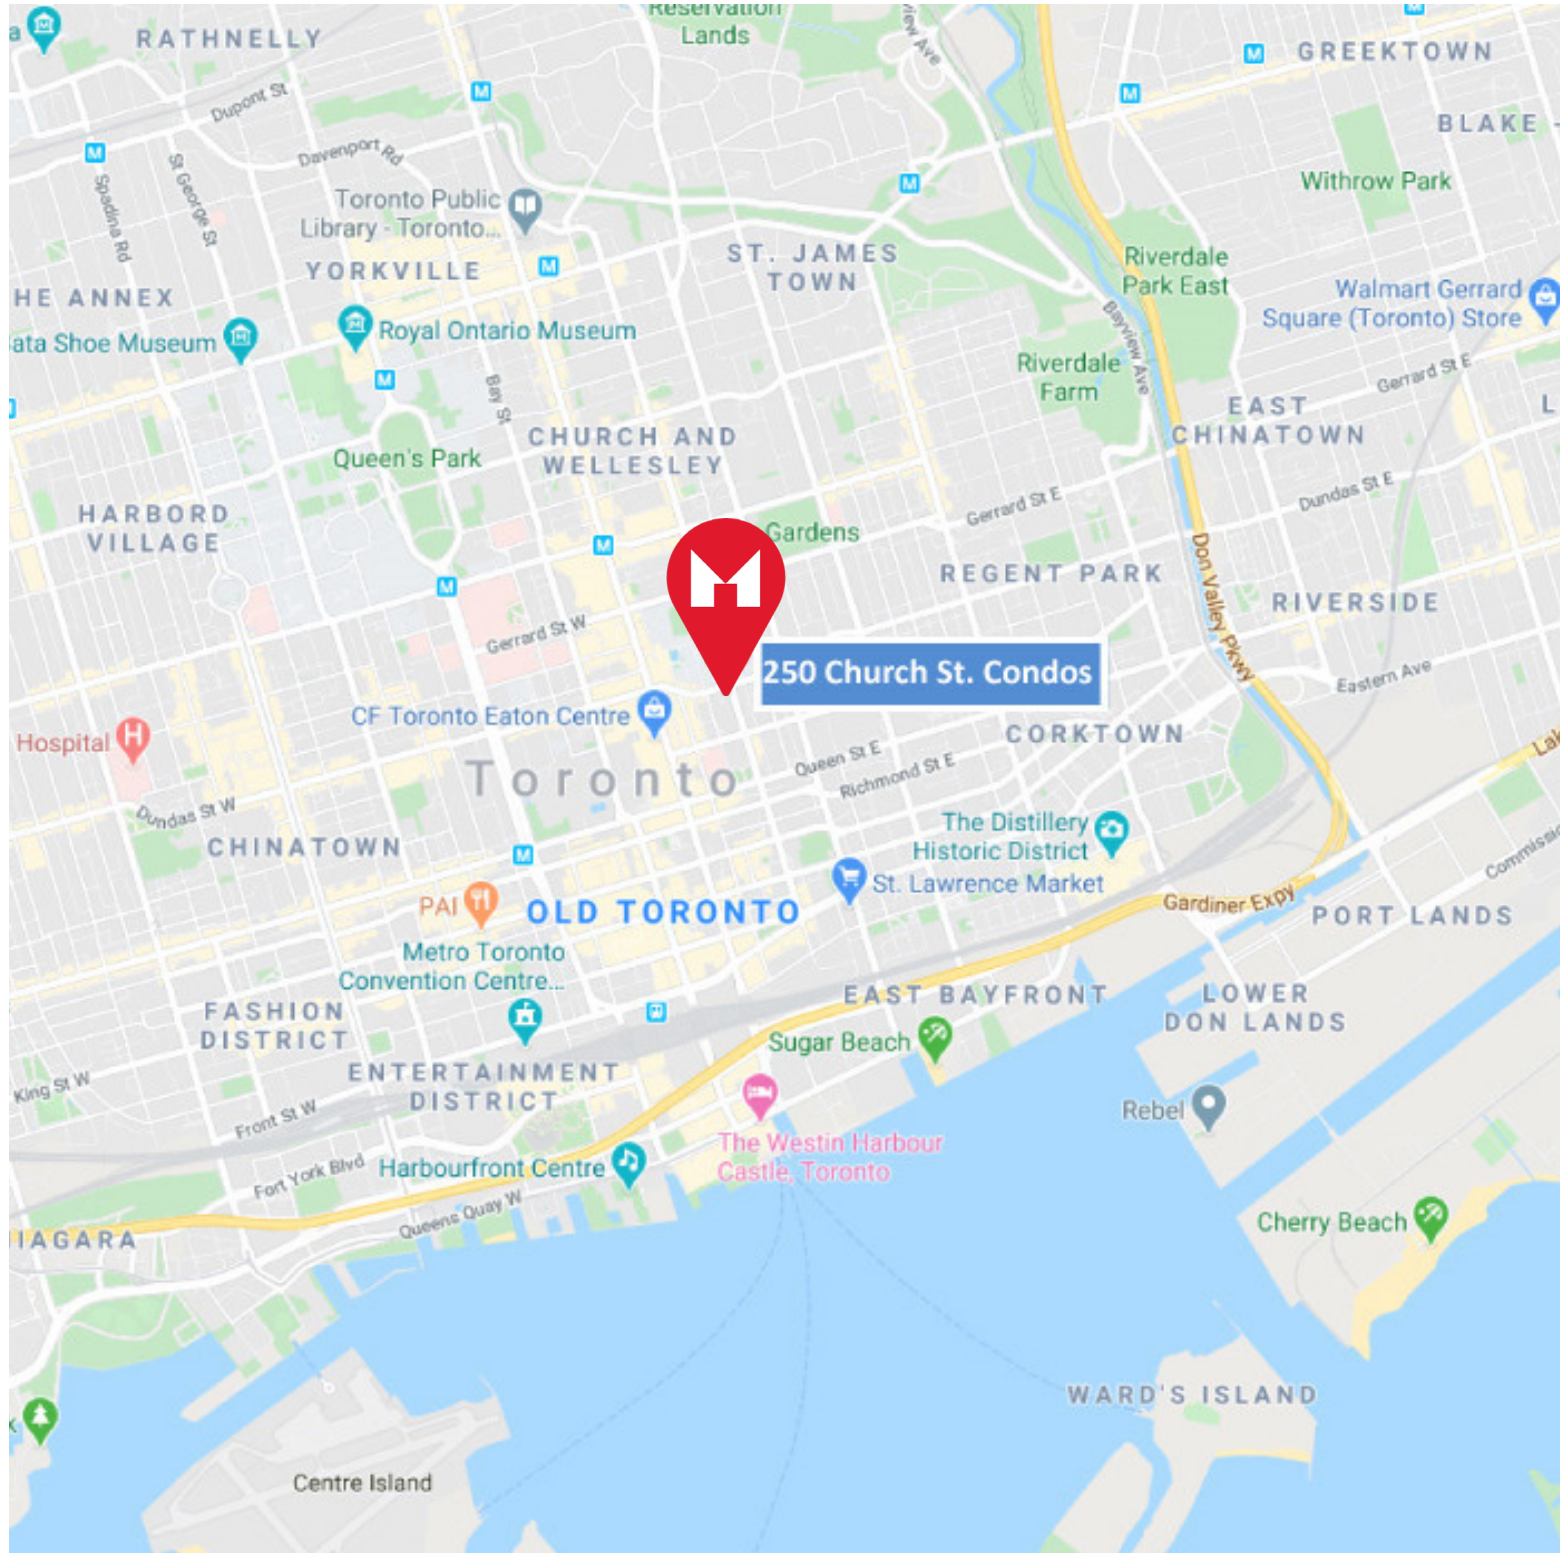 a
RATHNELLY
Reservation
Lands
view Ave
M
GREEKTOWN
M
Dupont St
M
M
BLAKE -
M
St George St
Davenport Rd
Spadina Rd
M
Withrow Park
Toronto Public
Library - Toronto...
YORKVILLE
M
ST. JAMES
TOWN
Riverdale
Park East
HE ANNEX
Walmart Gerrard
Square (Toronto) Store
ata Shoe Museum
Royal Ontario Museum
Bayview Ave
M
Bay St
Riverdale
Farm
Gerrard St E
EAST
CHINATOWN
L
CHURCH AND
WELLESLEY
Queen's Park
HARBORD
VILLAGE
Gerrard St E
Dundas St E
Gardens
M
M
M
REGENT PARK
Don Valley Pkwy
RIVERSIDE
Gerrard St W
250 Church St. Condos
Eastern Ave
CF Toronto Eaton Centre
Hospital
H
CORKTOWN
Lak
Toronto
Queen St E
Richmond St E
Dundas St W
CHINATOWN
M
The Distillery
Historic District
Commissio
St. Lawrence Market
PAI
OLD TORONTO
Gardiner Expy
PORT LANDS
Metro Toronto
Convention Centre...
EAST BAYFRONT
LOWER
DON LANDS
FASHION
DISTRICT
Sugar Beach
ENTERTAINMENT
DISTRICT
King St W
Front St W
Rebel
The Westin Harbour
Castle, Toronto
Harbourfront Centre
Fort York Blvd
Queens Quay W
Cherry Beach
IAGARA
WARD'S ISLAND
Centre Island